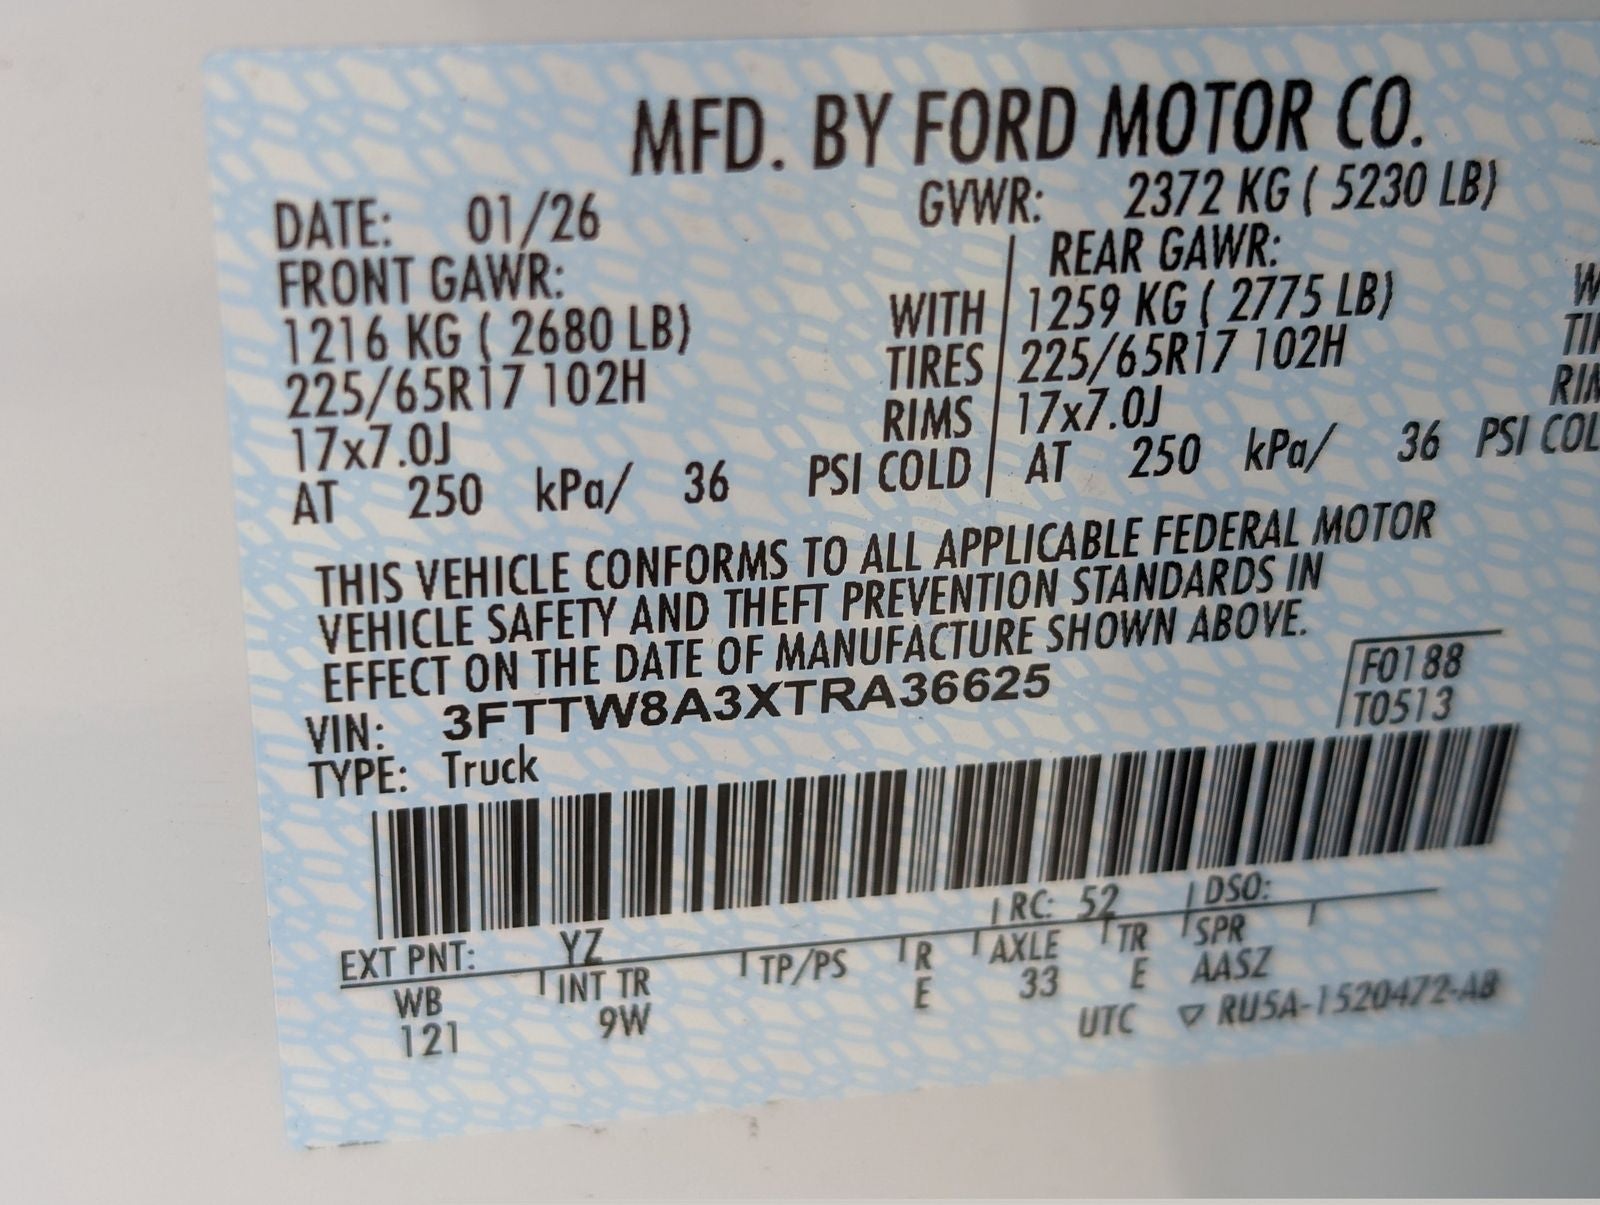 MFD. BY FORD MOTOR CO.
DATE: 01/26 GVWR: 2372 KG ( 5230 LB)
FRONT GAWR: REAR GAWR:
1216 KG ( 2680 LB) WITH 1259 KG ( 2775 LB)
225/65R17 102H TIRES 225/65R17 102H
17x7.0J RIMS 17x7.0J
AT 250 kPa/ 36 PSI COLD AT 250 kPa/ 36 PSI COL
THIS VEHICLE CONFORMS TO ALL APPLICABLE FEDERAL MOTOR
VEHICLE SAFETY AND THEFT PREVENTION STANDARDS IN
EFFECT ON THE DATE OF MANUFACTURE SHOWN ABOVE.
VIN: 3FTTW8A3XTRA36625 F0188
TYPE: Truck T0513
EXT PNT: YZ RC: 52 DSO:
WB INT TR TP/PS R AXLE TR SPR
121 9W E 33 E AASZ
UTC ▽ RU5A-1520472-AB